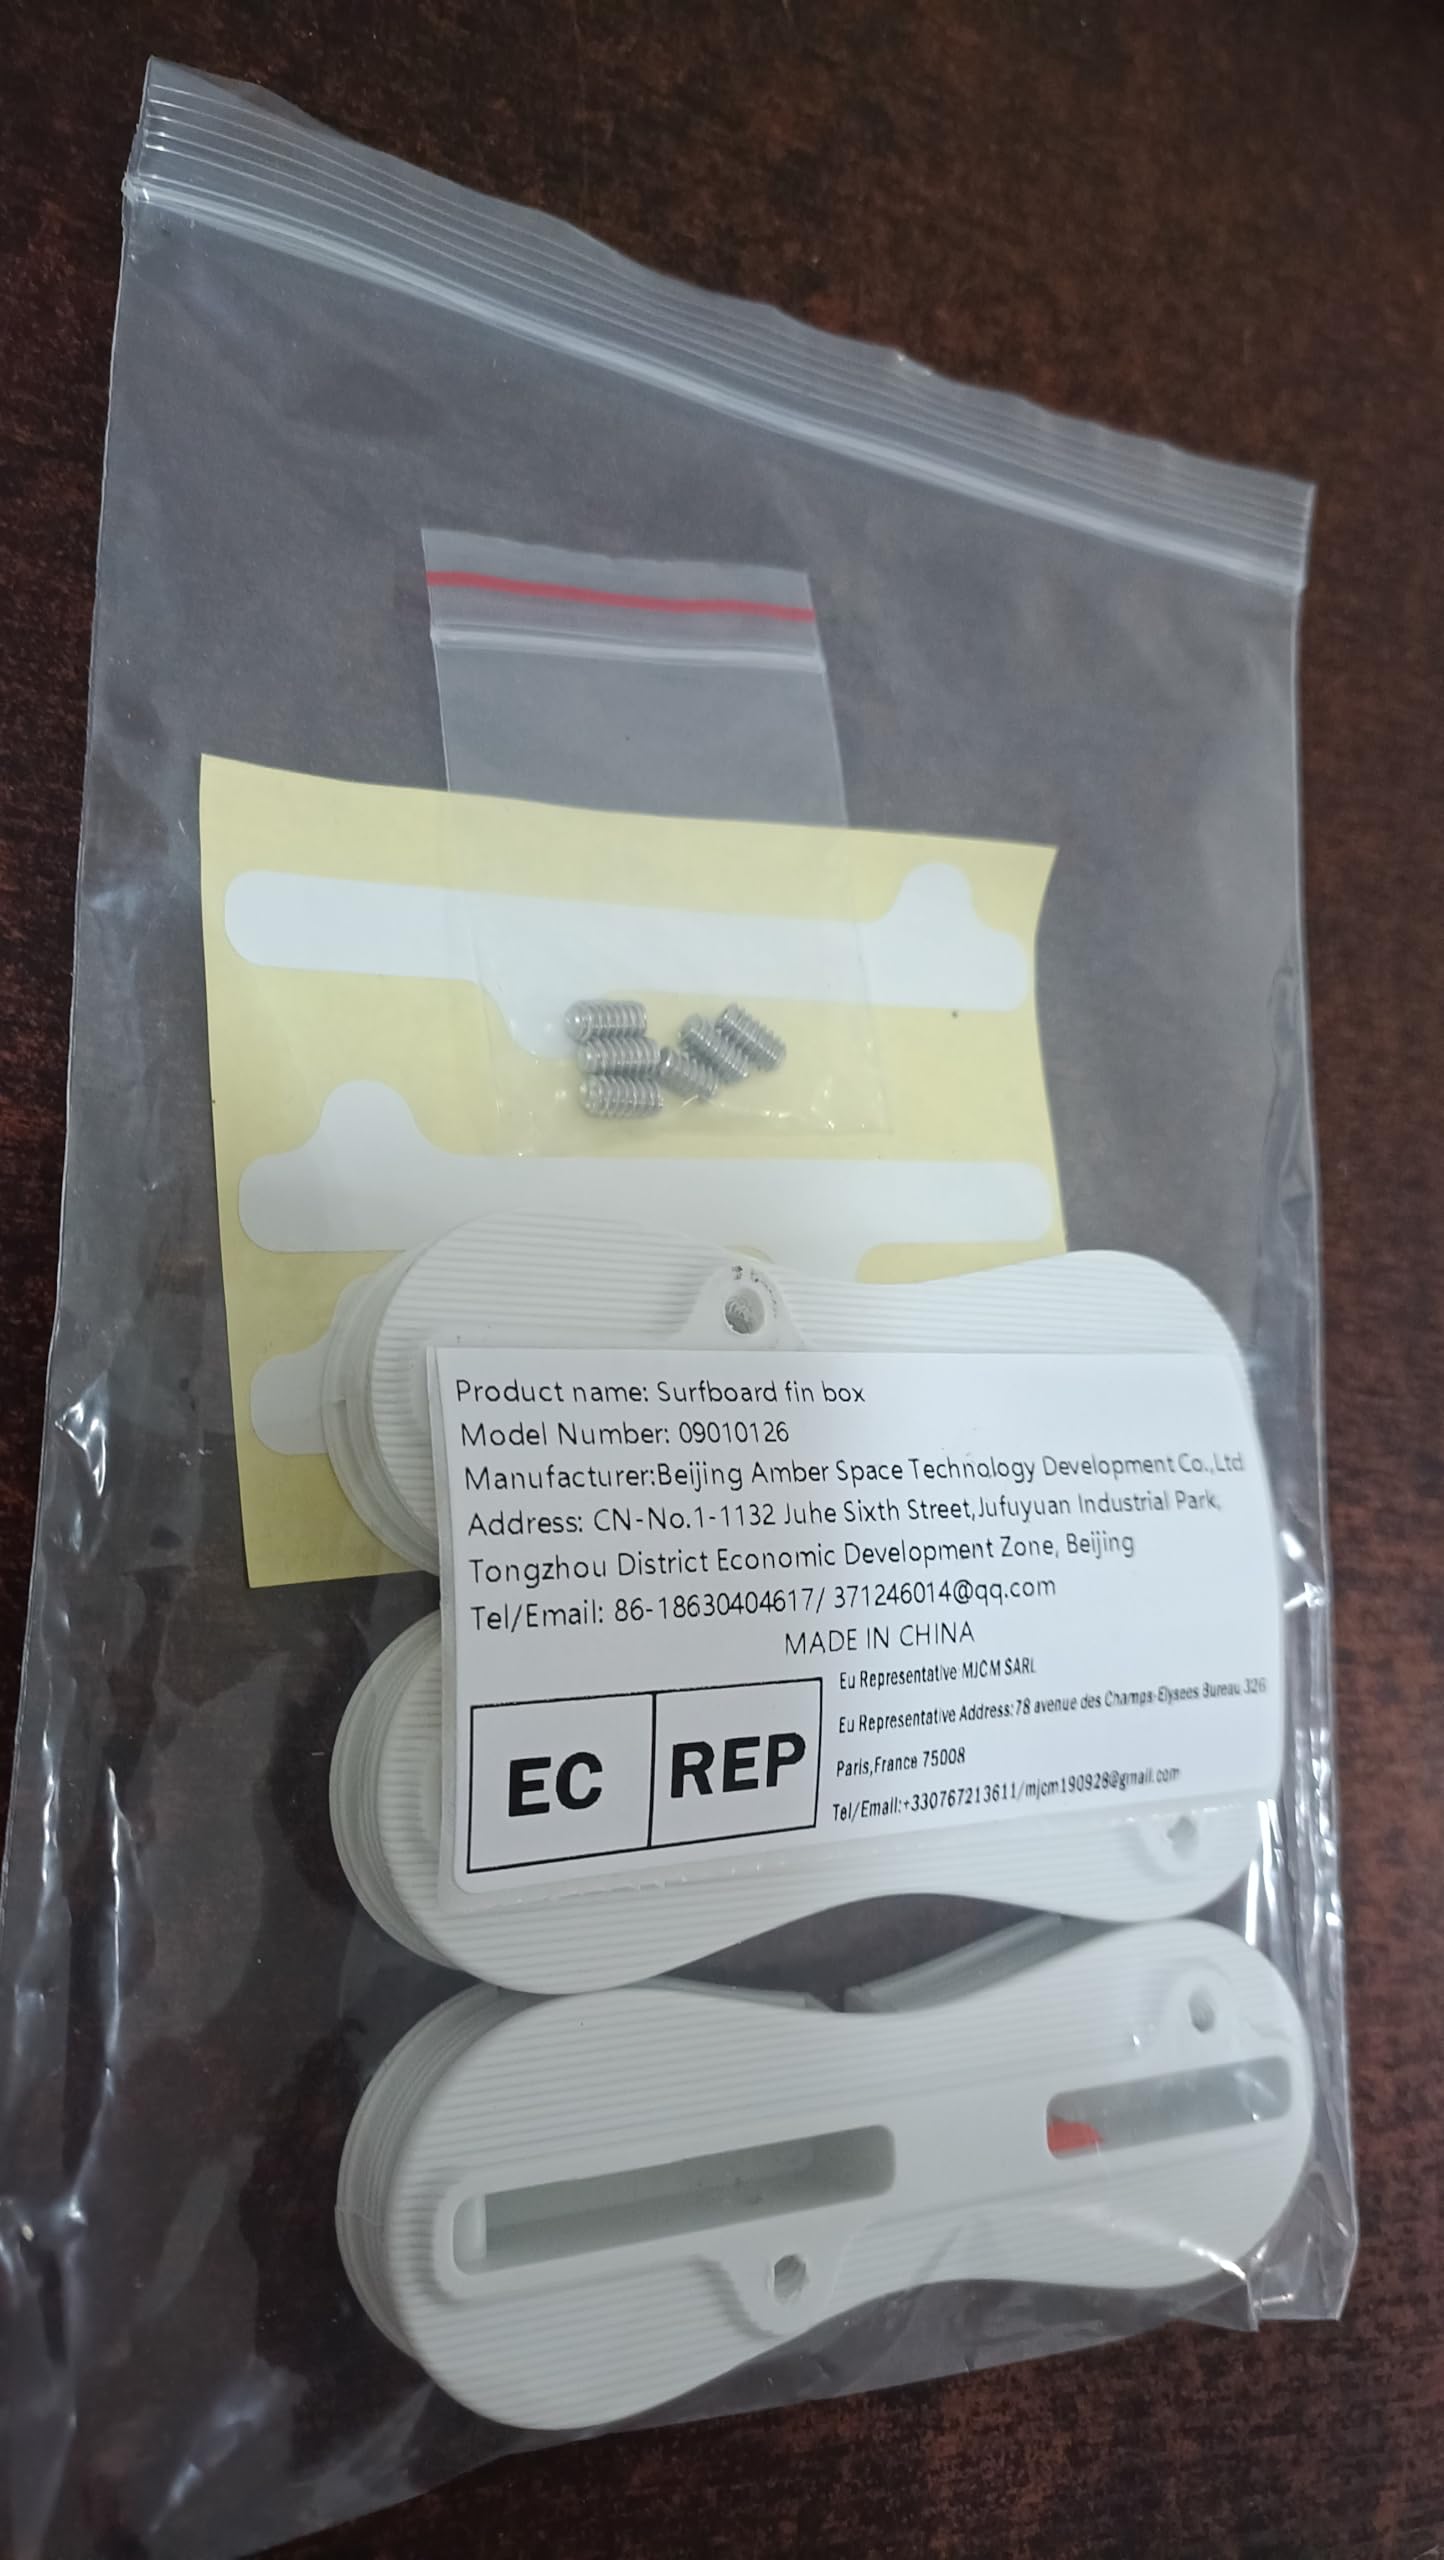 Product name: Surfboard fin box
Model Number: 09010126
Manufacturer:Beijing Amber Space Technology Development Co.,Ltd
Address: CN-No.1-1132 Juhe Sixth Street,Jufuyuan Industrial Park,
Tongzhou District Economic Development Zone, Beijing
Tel/Email: 86-18630404617/ 371246014@qq.com
MADE IN CHINA
EC REP
Eu Representative MJCM SARL
Eu Representative Address:78 avenue des Champs-Elysees Bureau 326
Paris,France 75008
Tel/Email:+330767213611/mjcm190928@gmail.com